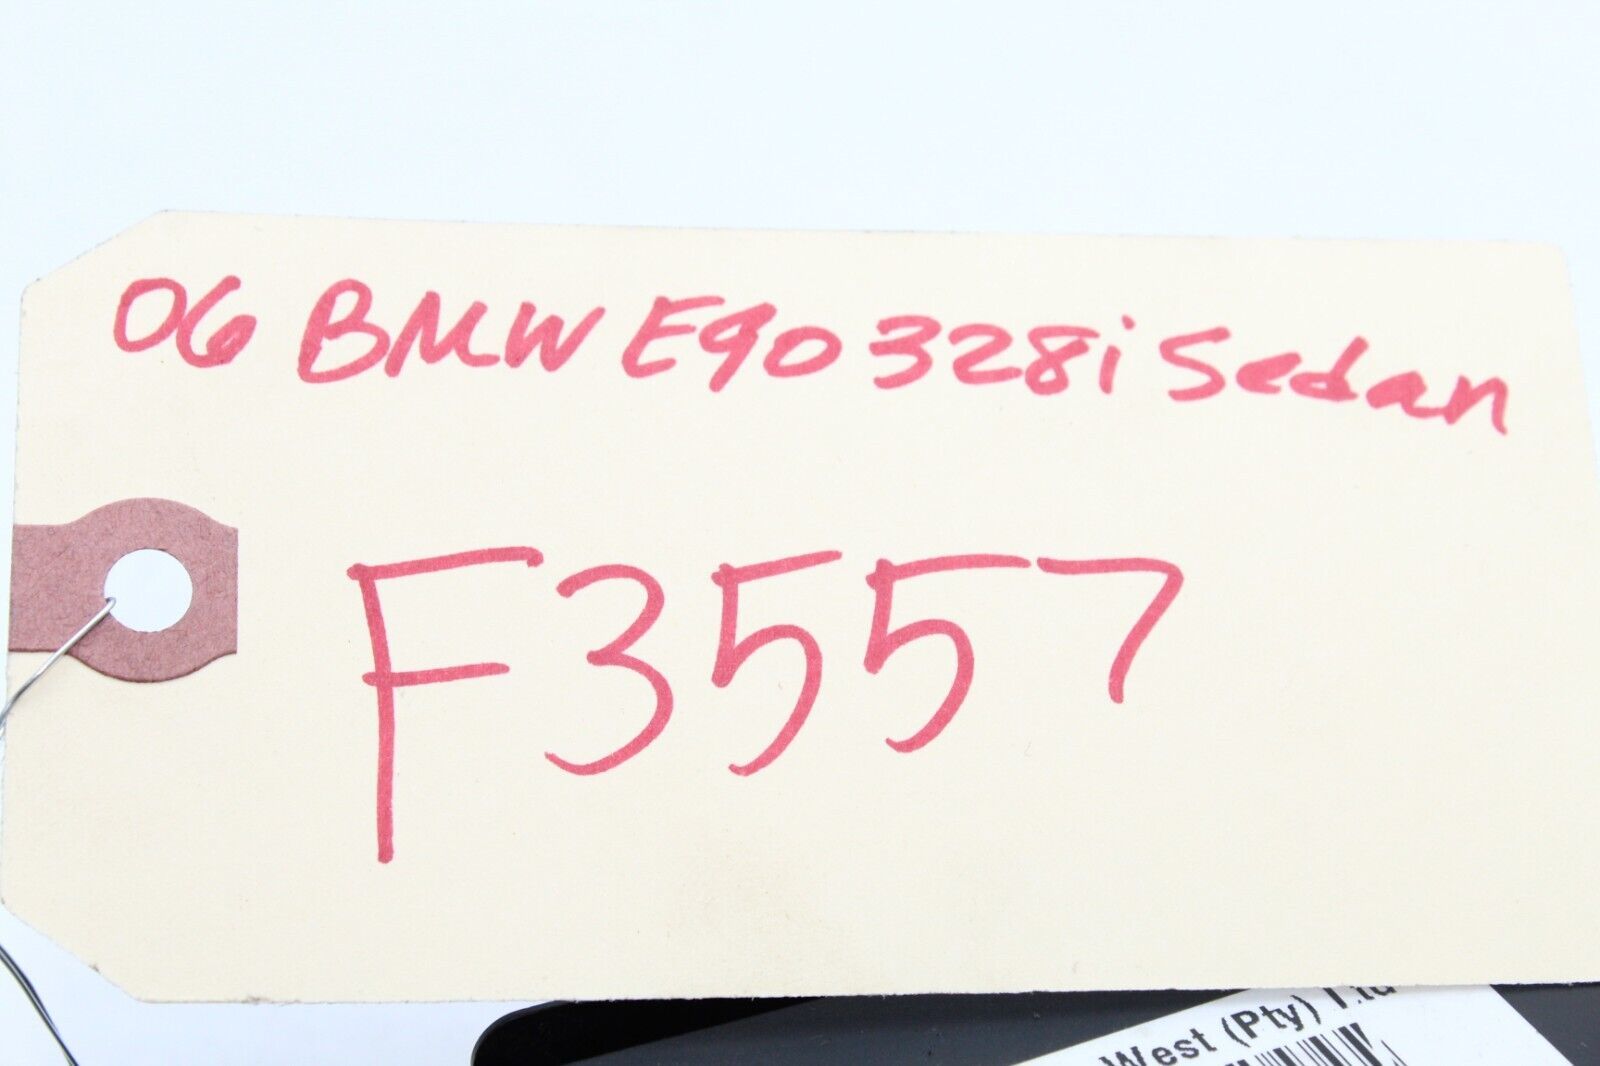 06 BMW E90 328i Sedan
F3557
West (Pty) Ltd